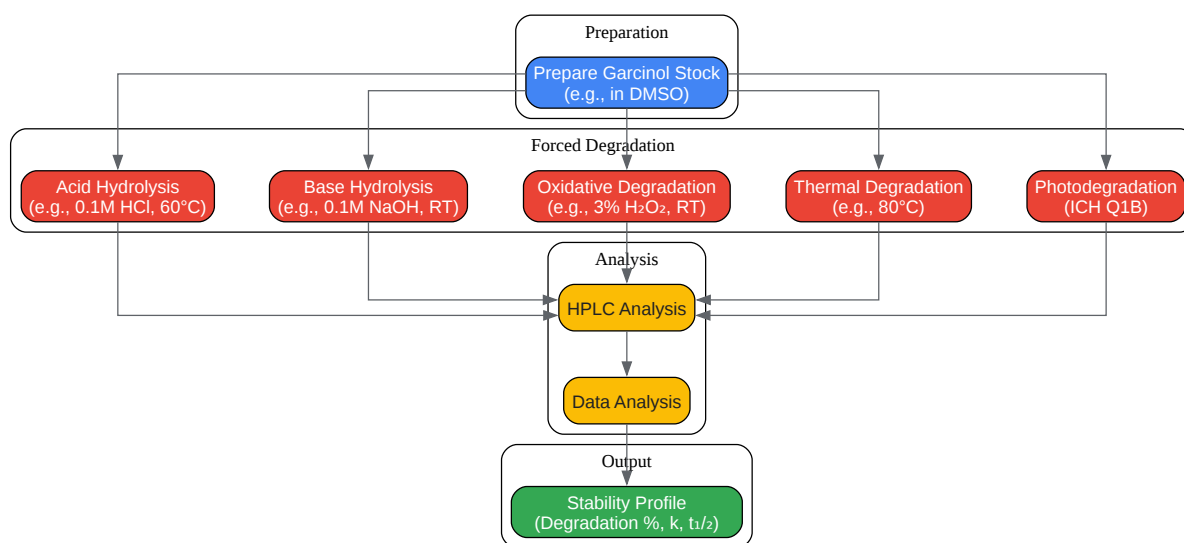 Preparation
Prepare Garcinol Stock
(e.g., in DMSO)
Forced Degradation
Acid Hydrolysis
(e.g., 0.1M HCl, 60°C)
Base Hydrolysis
(e.g., 0.1M NaOH, RT)
Oxidative Degradation
(e.g., 3% H₂O₂, RT)
Thermal Degradation
(e.g., 80°C)
Photodegradation
(ICH Q1B)
Analysis
HPLC Analysis
Data Analysis
Output
Stability Profile
(Degradation %, k, t₁/₂)